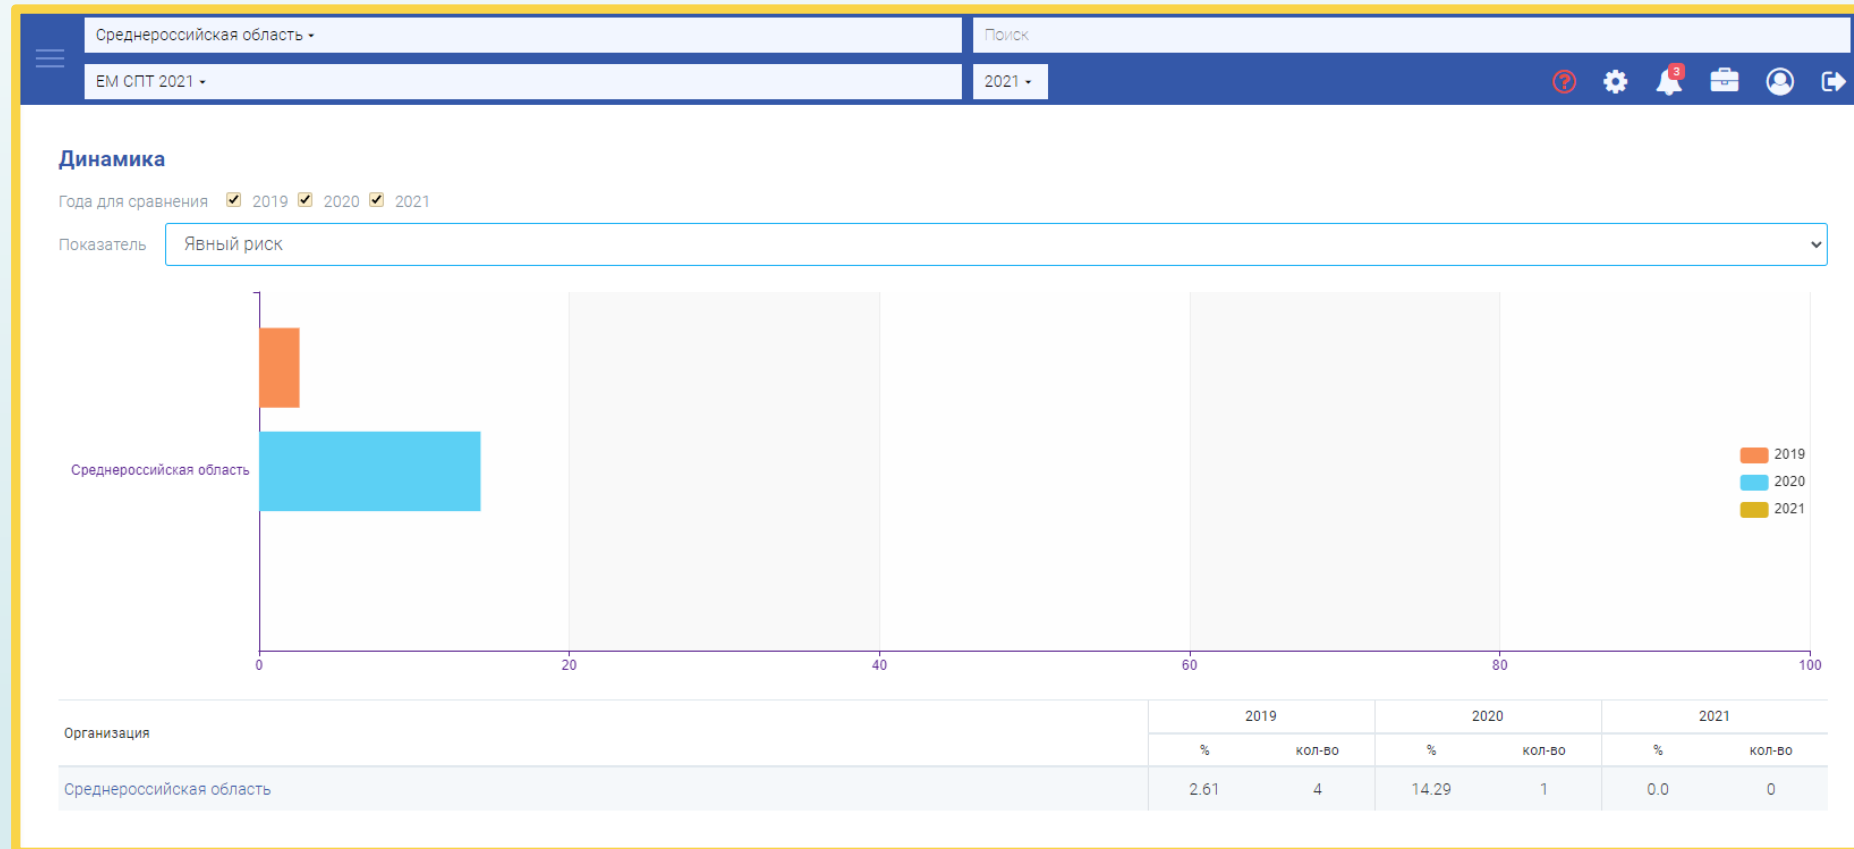 Среднероссийская область
Поиск
ЕМ СПТ 2021
2021
3
Динамика
Года для сравнения 2019 2020 2021
Показатель Явный риск
Среднероссийская область
2019
2020
2021
0 20 40 60 80 100
Организация 2019 2020 2021
% кол-во % кол-во % кол-во
Среднероссийская область 2.61 4 14.29 1 0.0 0